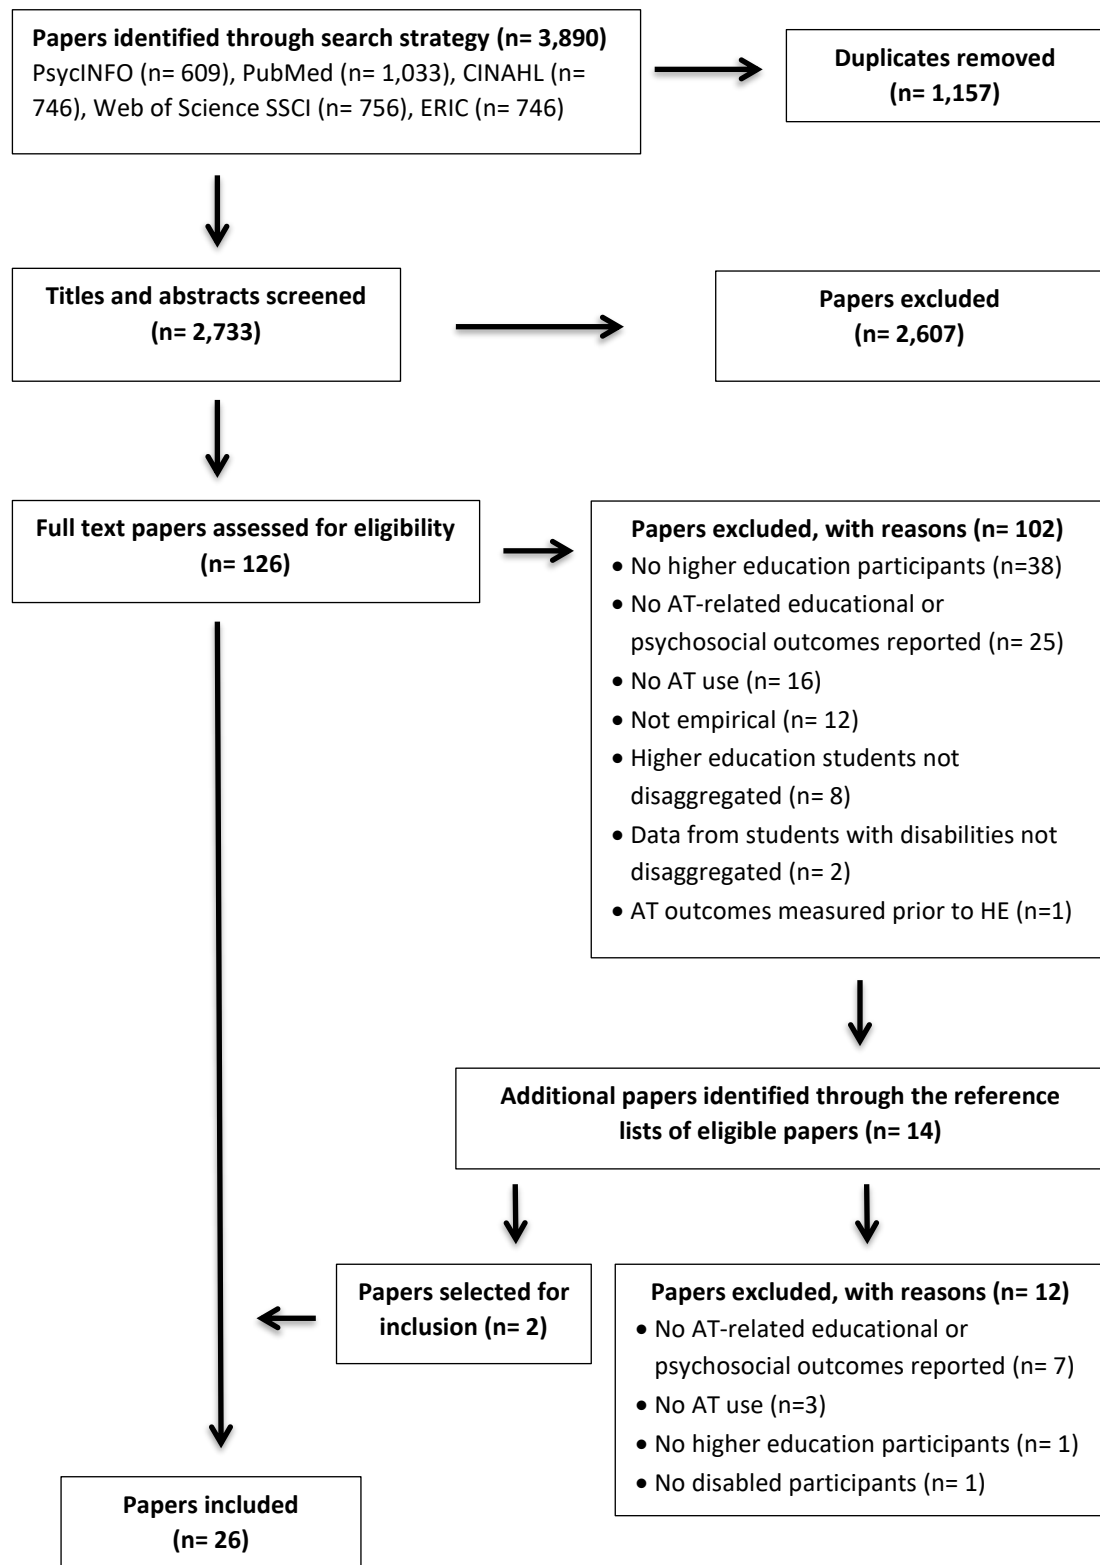 Papers identified through search strategy (n= 3,890)
PsycINFO (n= 609), PubMed (n= 1,033), CINAHL (n=
746), Web of Science SSCI (n= 756), ERIC (n= 746)
Duplicates removed
(n= 1,157)
Titles and abstracts screened
(n= 2,733)
Papers excluded
(n= 2,607)
Full text papers assessed for eligibility
(n= 126)
Papers excluded, with reasons (n= 102)
• No higher education participants (n=38)
• No AT-related educational or
psychosocial outcomes reported (n= 25)
• No AT use (n= 16)
• Not empirical (n= 12)
• Higher education students not
disaggregated (n= 8)
• Data from students with disabilities not
disaggregated (n= 2)
• AT outcomes measured prior to HE (n=1)
Additional papers identified through the reference
lists of eligible papers (n= 14)
Papers selected for
inclusion (n= 2)
Papers excluded, with reasons (n= 12)
• No AT-related educational or
psychosocial outcomes reported (n= 7)
• No AT use (n=3)
• No higher education participants (n= 1)
• No disabled participants (n= 1)
Papers included
(n= 26)